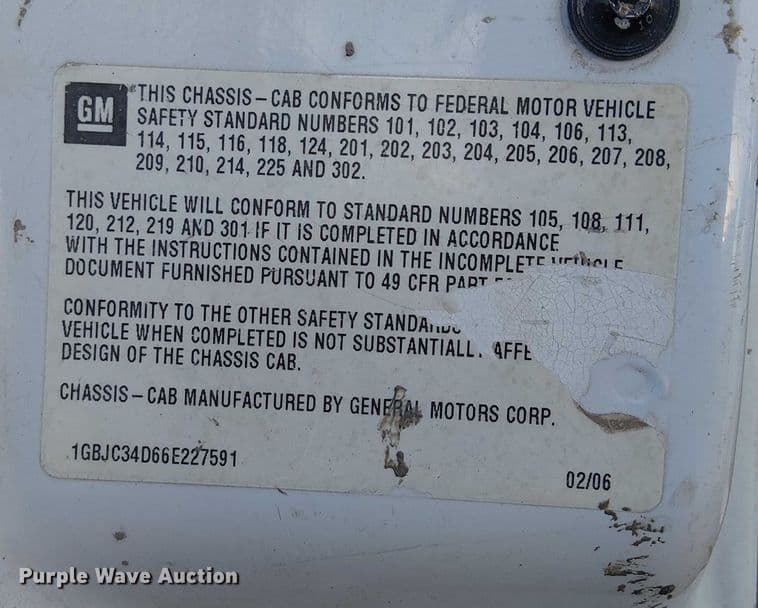 GM
THIS CHASSIS-CAB CONFORMS TO FEDERAL MOTOR VEHICLE
SAFETY STANDARD NUMBERS 101, 102, 103, 104, 106, 113,
114, 115, 116, 118, 124, 201, 202, 203, 204, 205, 206, 207, 208,
209, 210, 214, 225 AND 302.
THIS VEHICLE WILL CONFORM TO STANDARD NUMBERS 105, 108, 111,
120, 212, 219 AND 301 IF IT IS COMPLETED IN ACCORDANCE
WITH THE INSTRUCTIONS CONTAINED IN THE INCOMPLETE VEHICLE
DOCUMENT FURNISHED PURSUANT TO 49 CFR PART
CONFORMITY TO THE OTHER SAFETY
VEHICLE WHEN COMPLETED IS NOT SUBSTANTIALLY AFFE
DESIGN OF THE CHASSIS CAB.
CHASSIS-CAB MANUFACTURED BY GENERAL MOTORS CORP.
1GBJC34D66E227591
02/06
Purple Wave Auction